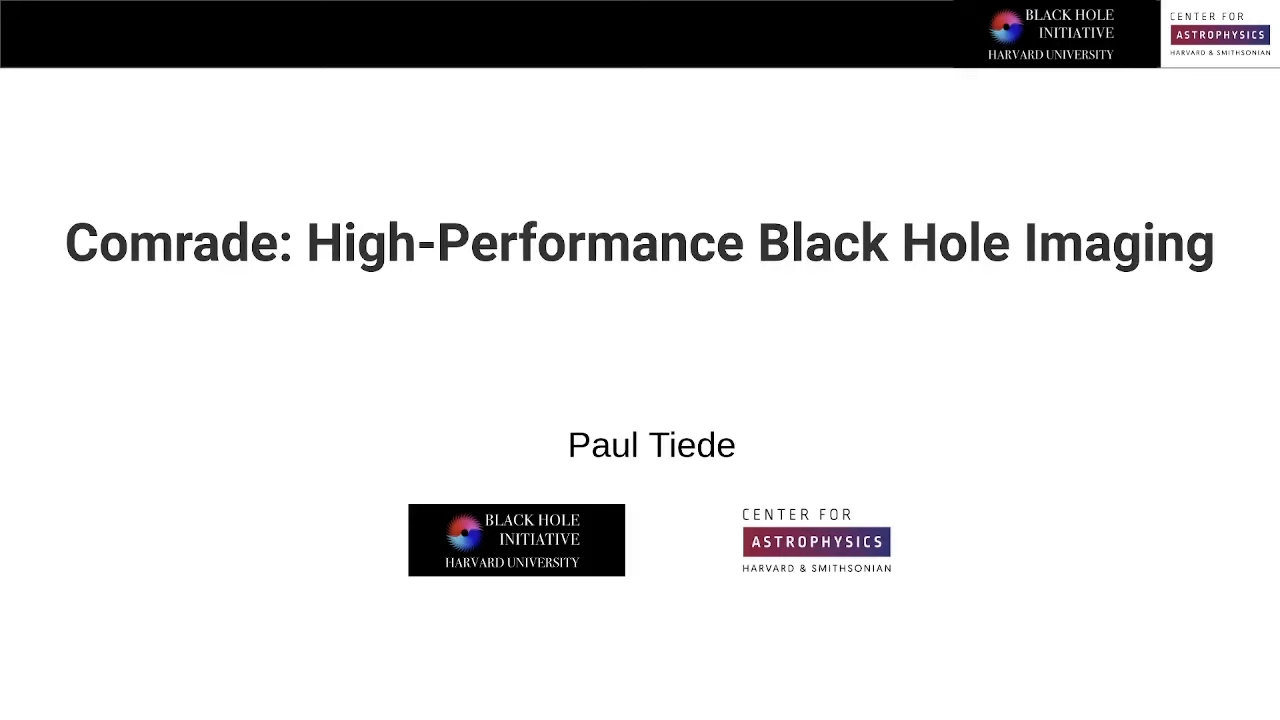 BLACK HOLE
INITIATIVE
HARVARD UNIVERSITY
CENTER FOR
ASTROPHYSICS
HARVARD & SMITHSONIAN
Comrade: High-Performance Black Hole Imaging
Paul Tiede
BLACK HOLE
INITIATIVE
HARVARD UNIVERSITY
CENTER FOR
ASTROPHYSICS
HARVARD & SMITHSONIAN